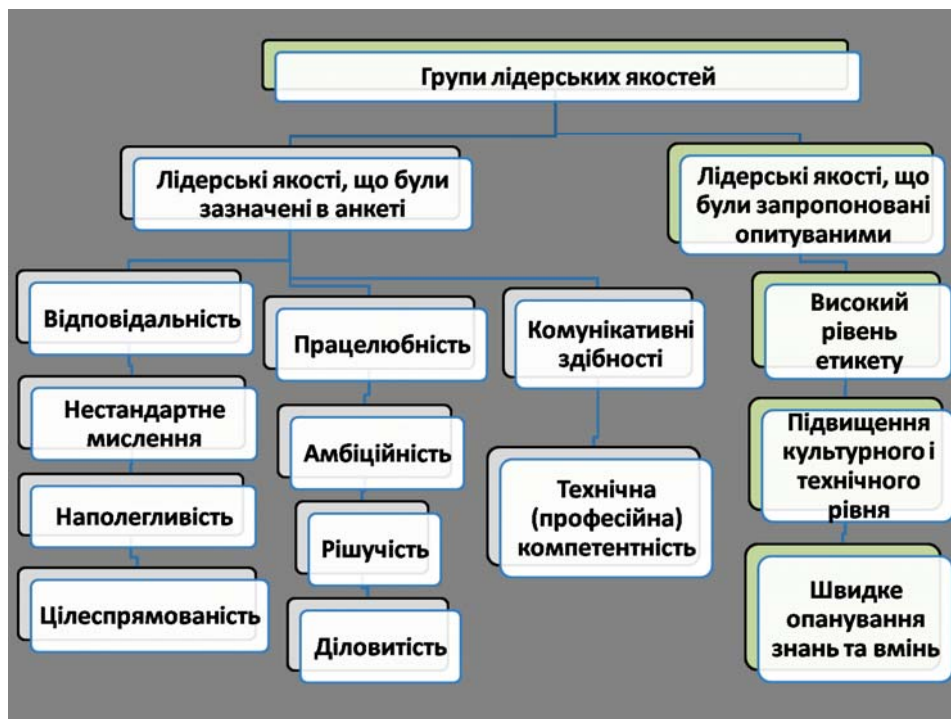 Групи лідерських якостей
Лідерські якості, що були
зазначені в анкеті
Лідерські якості, що
були запропоновані
опитуваними
Відповідальність
Нестандартне
мислення
Наполегливість
Цілеспрямованість
Працелюбність
Амбіційність
Рішучість
Діловитість
Комунікативні
здібності
Технічна
(професійна)
компетентність
Високий
рівень
етикету
Підвищення
культурного і
технічного
рівня
Швидке
опанування
знань та вмінь